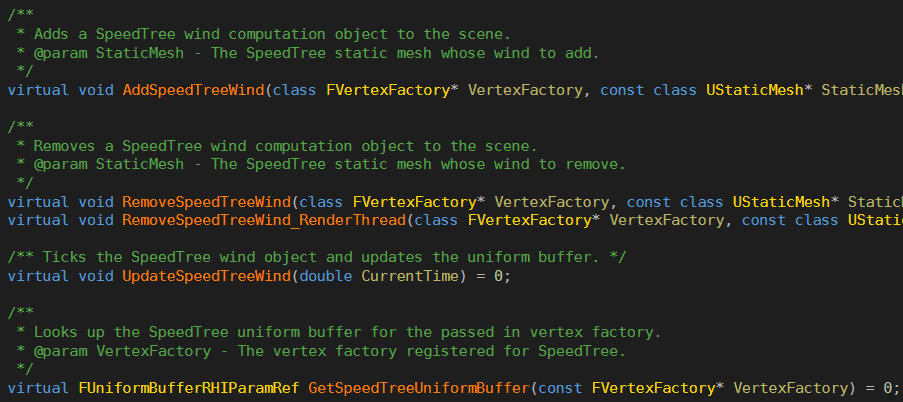 /**
 * Adds a SpeedTree wind computation object to the scene.
 * @param StaticMesh - The SpeedTree static mesh whose wind to add.
 */
virtual void AddSpeedTreeWind(class FVertexFactory* VertexFactory, const class UStaticMesh* StaticMes
/**
 * Removes a SpeedTree wind computation object to the scene.
 * @param StaticMesh - The SpeedTree static mesh whose wind to remove.
 */
virtual void RemoveSpeedTreeWind(class FVertexFactory* VertexFactory, const class UStaticMesh* Static
virtual void RemoveSpeedTreeWind_RenderThread(class FVertexFactory* VertexFactory, const class UStati
/** Ticks the SpeedTree wind object and updates the uniform buffer. */
virtual void UpdateSpeedTreeWind(double CurrentTime) = 0;
/**
 * Looks up the SpeedTree uniform buffer for the passed in vertex factory.
 * @param VertexFactory - The vertex factory registered for SpeedTree.
 */
virtual FUniformBufferRHIParamRef GetSpeedTreeUniformBuffer(const FVertexFactory* VertexFactory) = 0;